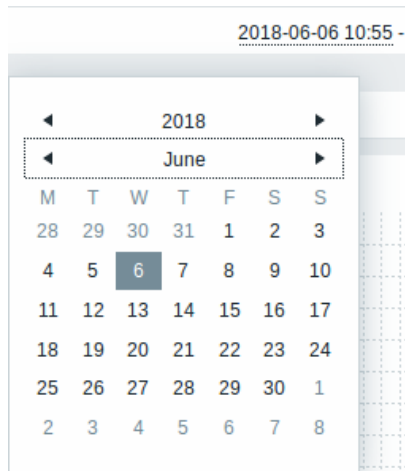 2018-06-06 10:55 -
◀ 2018 ▶
◀ June ▶
M T W T F S S
28 29 30 31 1 2 3
4 5 6 7 8 9 10
11 12 13 14 15 16 17
18 19 20 21 22 23 24
25 26 27 28 29 30 1
2 3 4 5 6 7 8